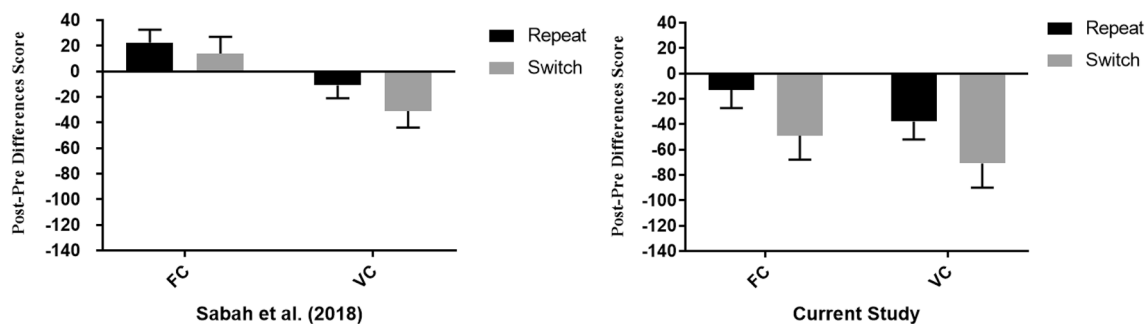 Post-Pre Differences Score
40
20
0
-20
-40
-60
-80
-100
-120
-140
FC
VC
Sabah et al. (2018)
Repeat
Switch
Post-Pre Differences Score
40
20
0
-20
-40
-60
-80
-100
-120
-140
FC
VC
Current Study
Repeat
Switch